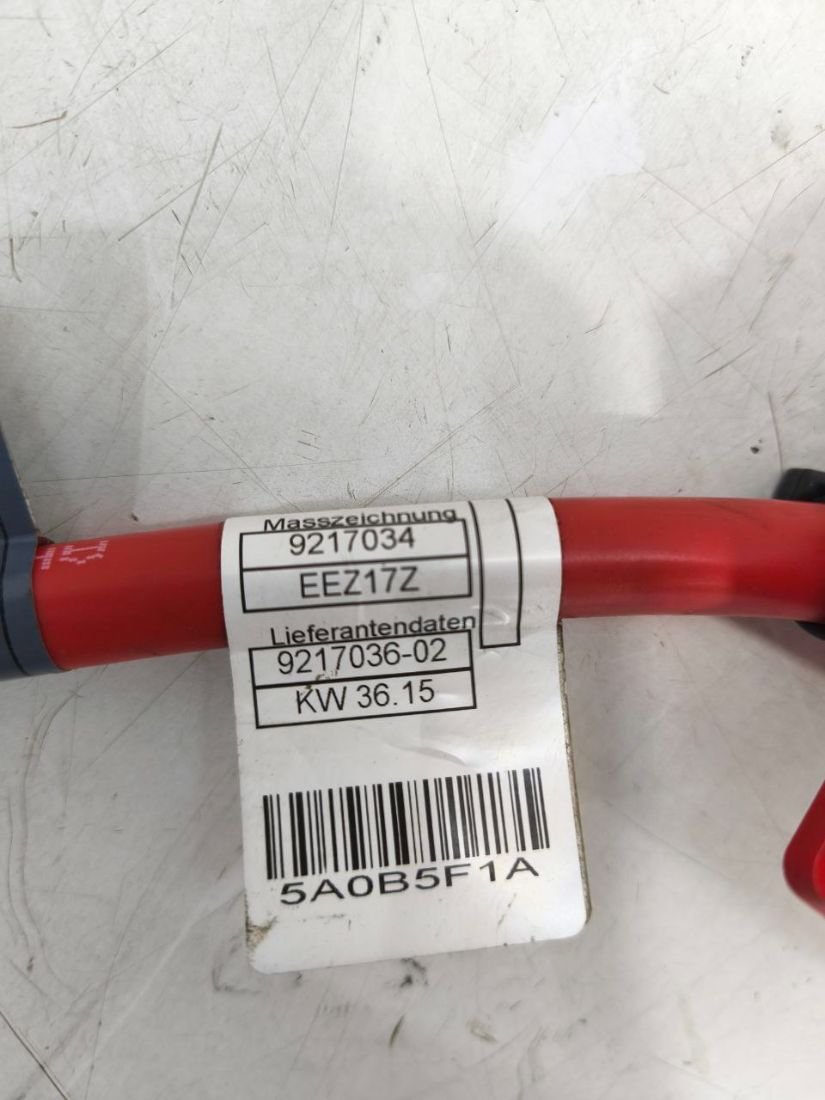 Masszeichnung
9217034
EEZ17Z
Lieferantendaten
9217036-02
KW 36.15
5A0B5F1A